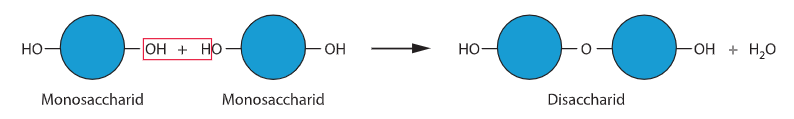 HO OH + HO OH HO O OH + H₂O
Monosaccharid Monosaccharid Disaccharid